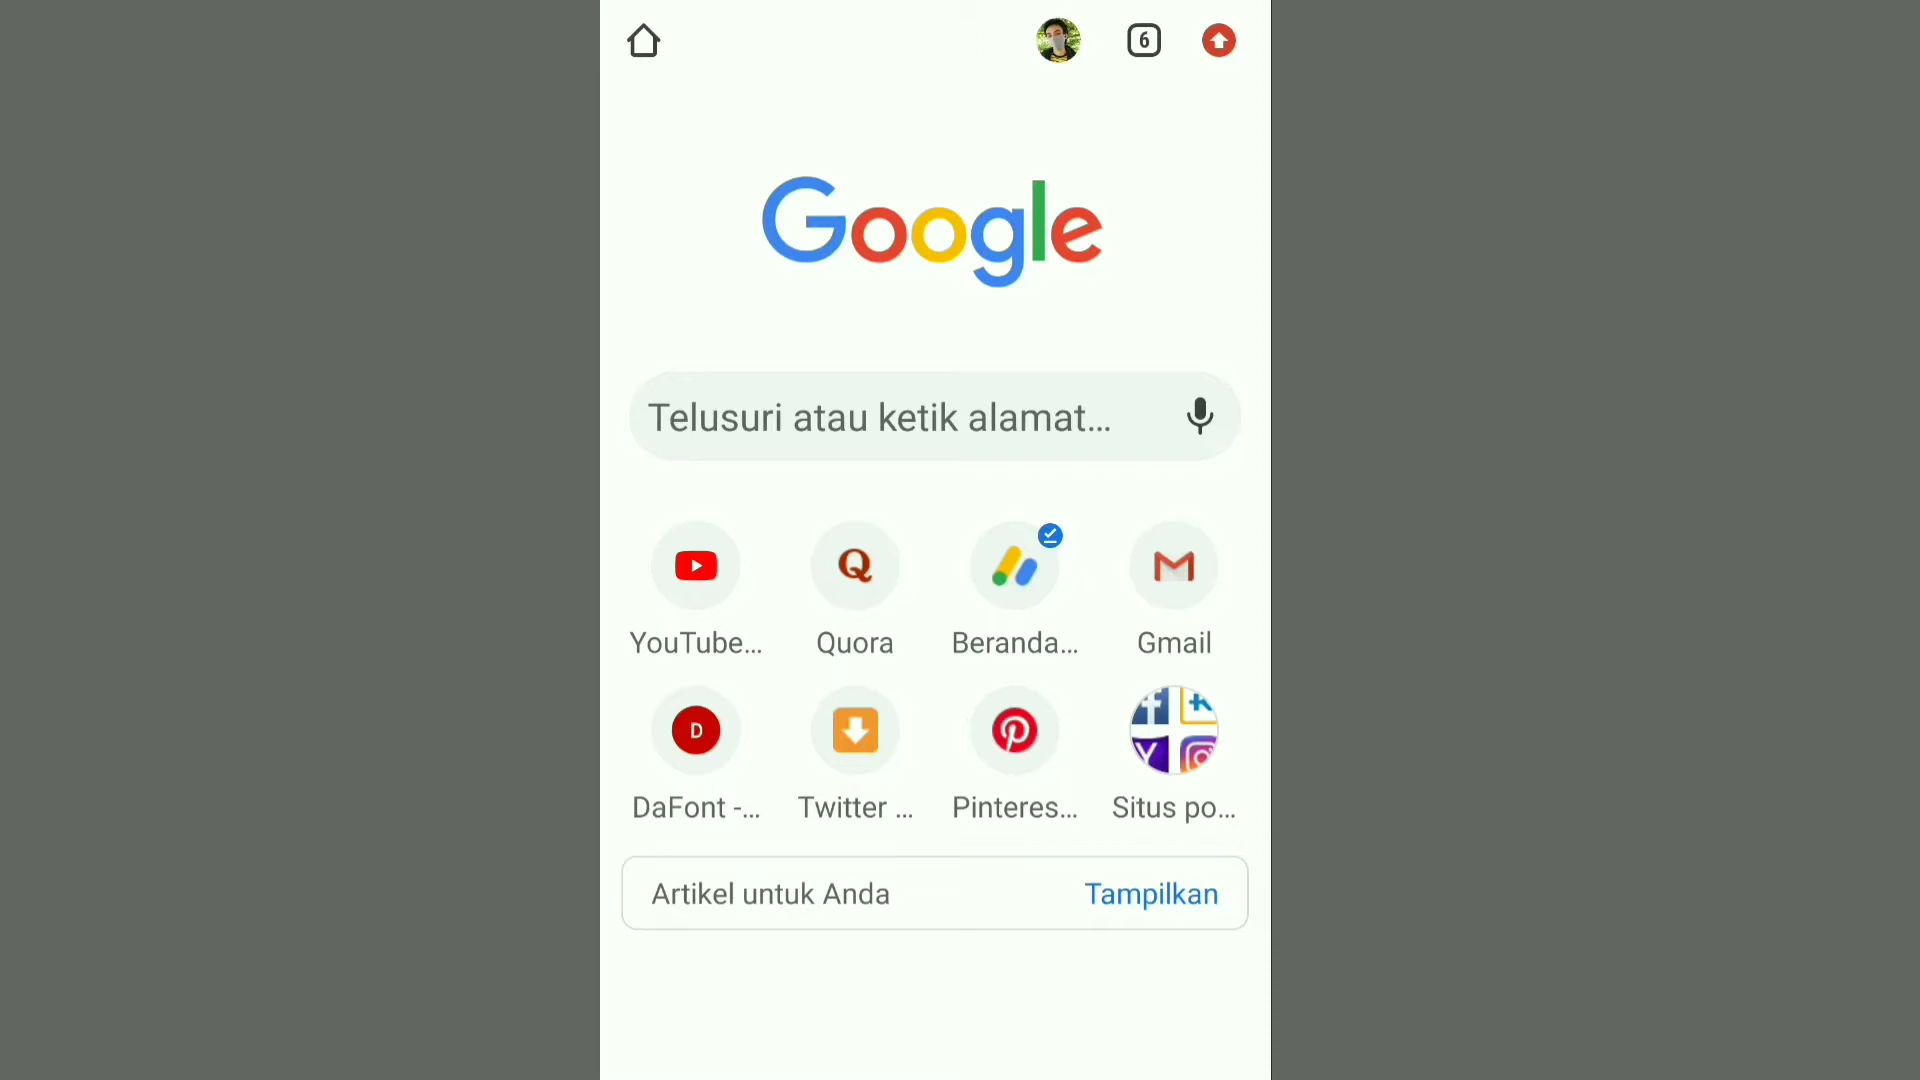 6
Google
Telusuri atau ketik alamat...
Q
YouTube... Quora Beranda... Gmail
D
DaFont -... Twitter ... Pinteres... Situs po...
Artikel untuk Anda Tampilkan